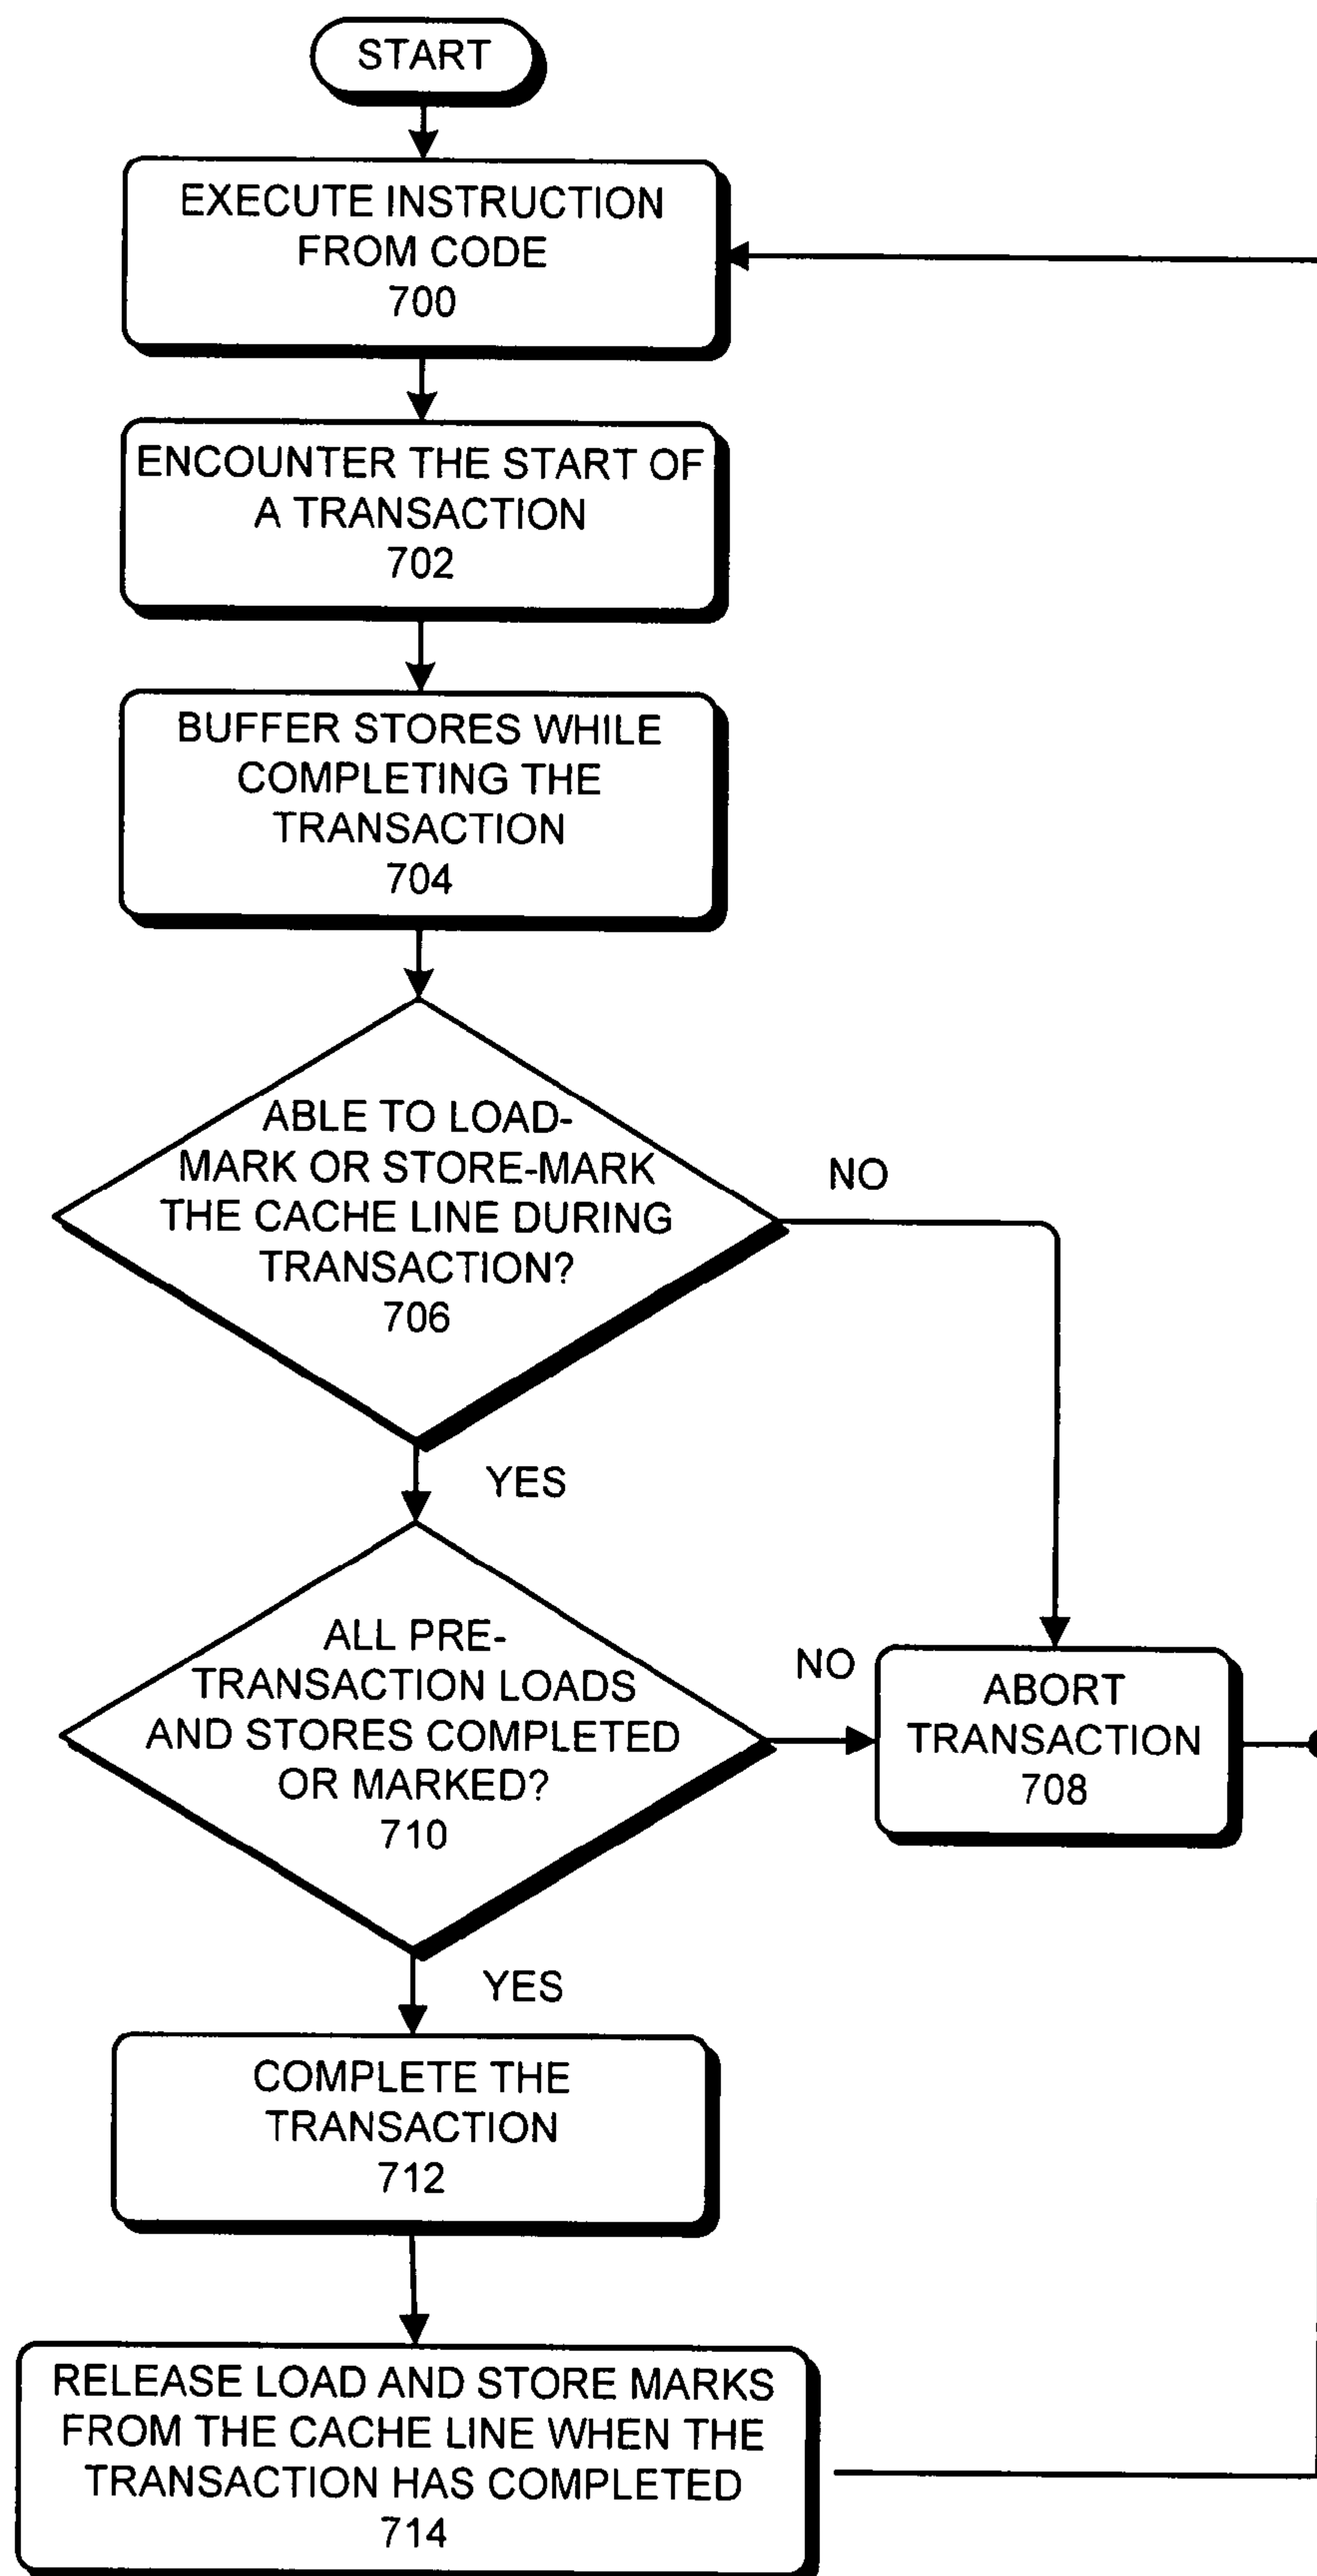 START
EXECUTE INSTRUCTION
FROM CODE
700
ENCOUNTER THE START OF
A TRANSACTION
702
BUFFER STORES WHILE
COMPLETING THE
TRANSACTION
704
ABLE TO LOAD-
MARK OR STORE-MARK
THE CACHE LINE DURING
TRANSACTION?
706
NO
YES
ALL PRE-
TRANSACTION LOADS
AND STORES COMPLETED
OR MARKED?
710
NO
ABORT
TRANSACTION
708
YES
COMPLETE THE
TRANSACTION
712
RELEASE LOAD AND STORE MARKS
FROM THE CACHE LINE WHEN THE
TRANSACTION HAS COMPLETED
714